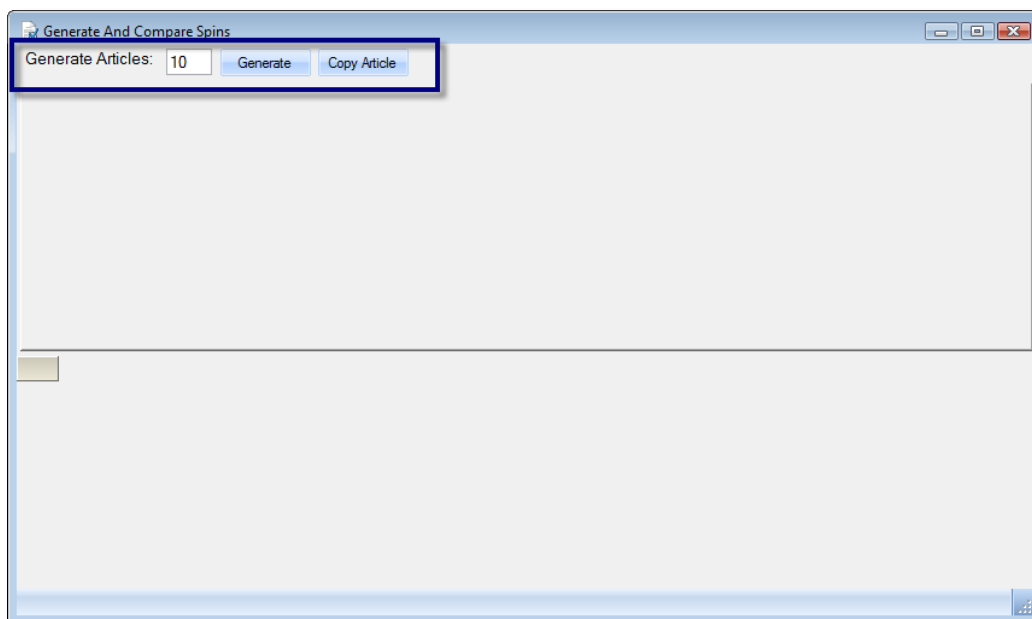 Generate And Compare Spins
Generate Articles: 10 Generate Copy Article